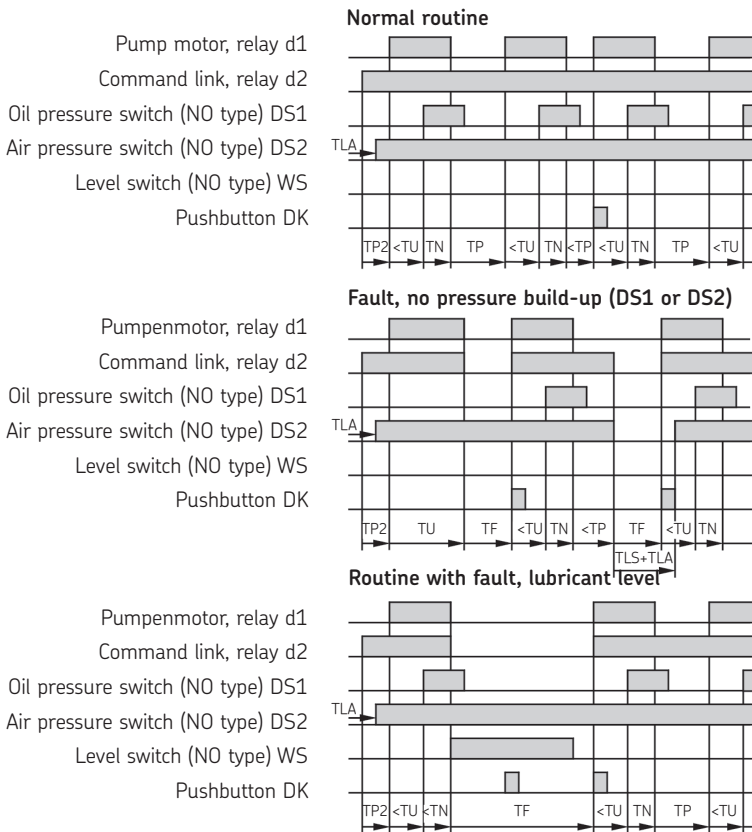 Normal routine
Pump motor, relay d1
Command link, relay d2
Oil pressure switch (NO type) DS1
Air pressure switch (NO type) DS2 TLA
Level switch (NO type) WS
Pushbutton DK
TP2 <TU TN TP <TU TN <TP <TU TN TP <TU
Fault, no pressure build-up (DS1 or DS2)
Pumpenmotor, relay d1
Command link, relay d2
Oil pressure switch (NO type) DS1
Air pressure switch (NO type) DS2 TLA
Level switch (NO type) WS
Pushbutton DK
TP2 TU TF <TU TN <TP TF <TU TN
TLS+TLA
Routine with fault, lubricant level
Pumpenmotor, relay d1
Command link, relay d2
Oil pressure switch (NO type) DS1
Air pressure switch (NO type) DS2 TLA
Level switch (NO type) WS
Pushbutton DK
TP2 <TU <TN TF <TU TN TP <TU